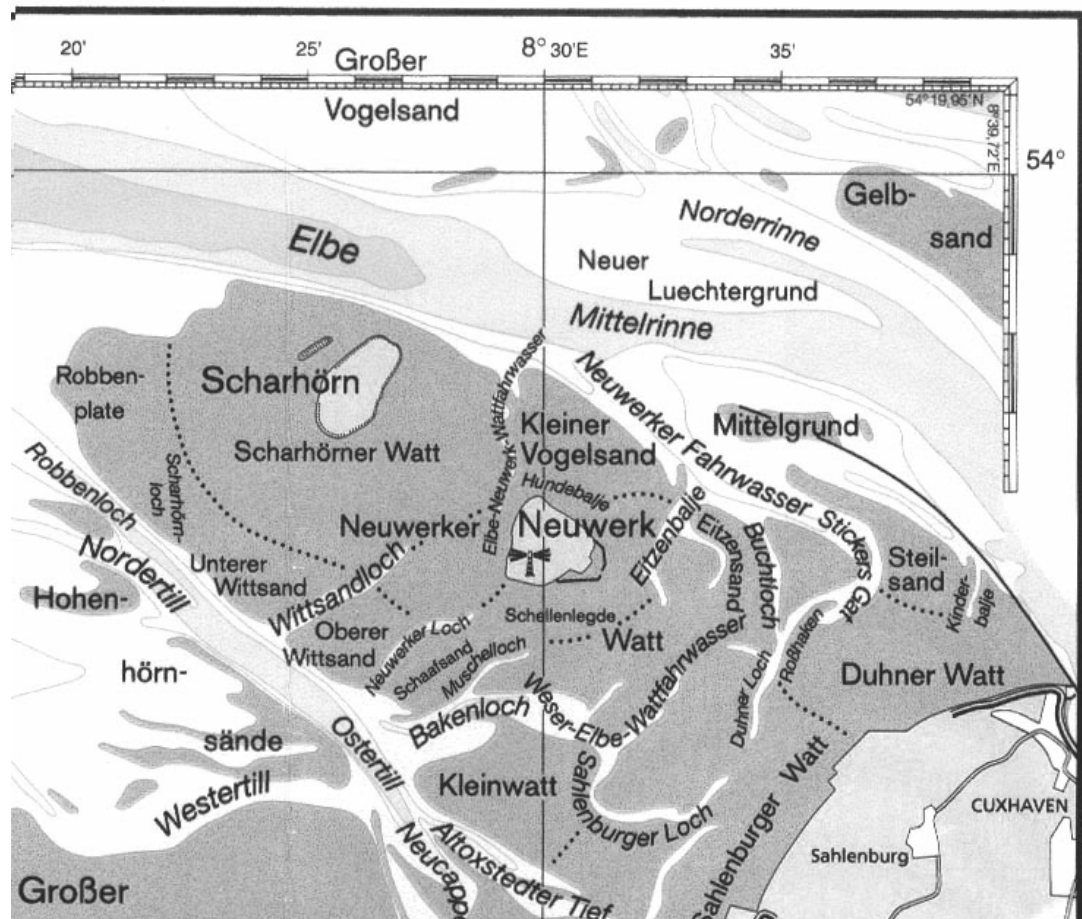 20'
25'
8° 30'E
35'
Großer
Vogelsand
54° 19,95'N
8°39,72'E
54°
Gelb-
sand
Norderrinne
Elbe
Neuer
Luechtergrund
Mittelrinne
Robben-
plate
Scharhörn
Scharhörner Watt
Scharhörn-
loch
Elbe-Neuwerk-Wattfahrwasser
Kleiner
Vogelsand
Neuwerker Fahrwasser
Mittelgrund
Hundebalje
Robbenloch
Nordertill
Neuwerker
Neuwerk
Eitzenbalje
Eitzensand
Buchtloch
Stickers Gat
Steil-
sand
Kinder-
balje
Unterer
Wittsand
Wittsandloch
Hohen-
hörn-
sände
Oberer
Wittsand
Neuwerker Loch
Schaafsand
Muschelloch
Schellenlegde
Watt
Roßhaken
Duhner Loch
Duhner Watt
Bakenloch
Weser-Elbe-Wattfahrwasser
Ostertill
Westertill
Kleinwatt
Sahlenburger Loch
Sahlenburger Watt
CUXHAVEN
Sahlenburg
Altoxstedter Tief
Neucappe
Großer